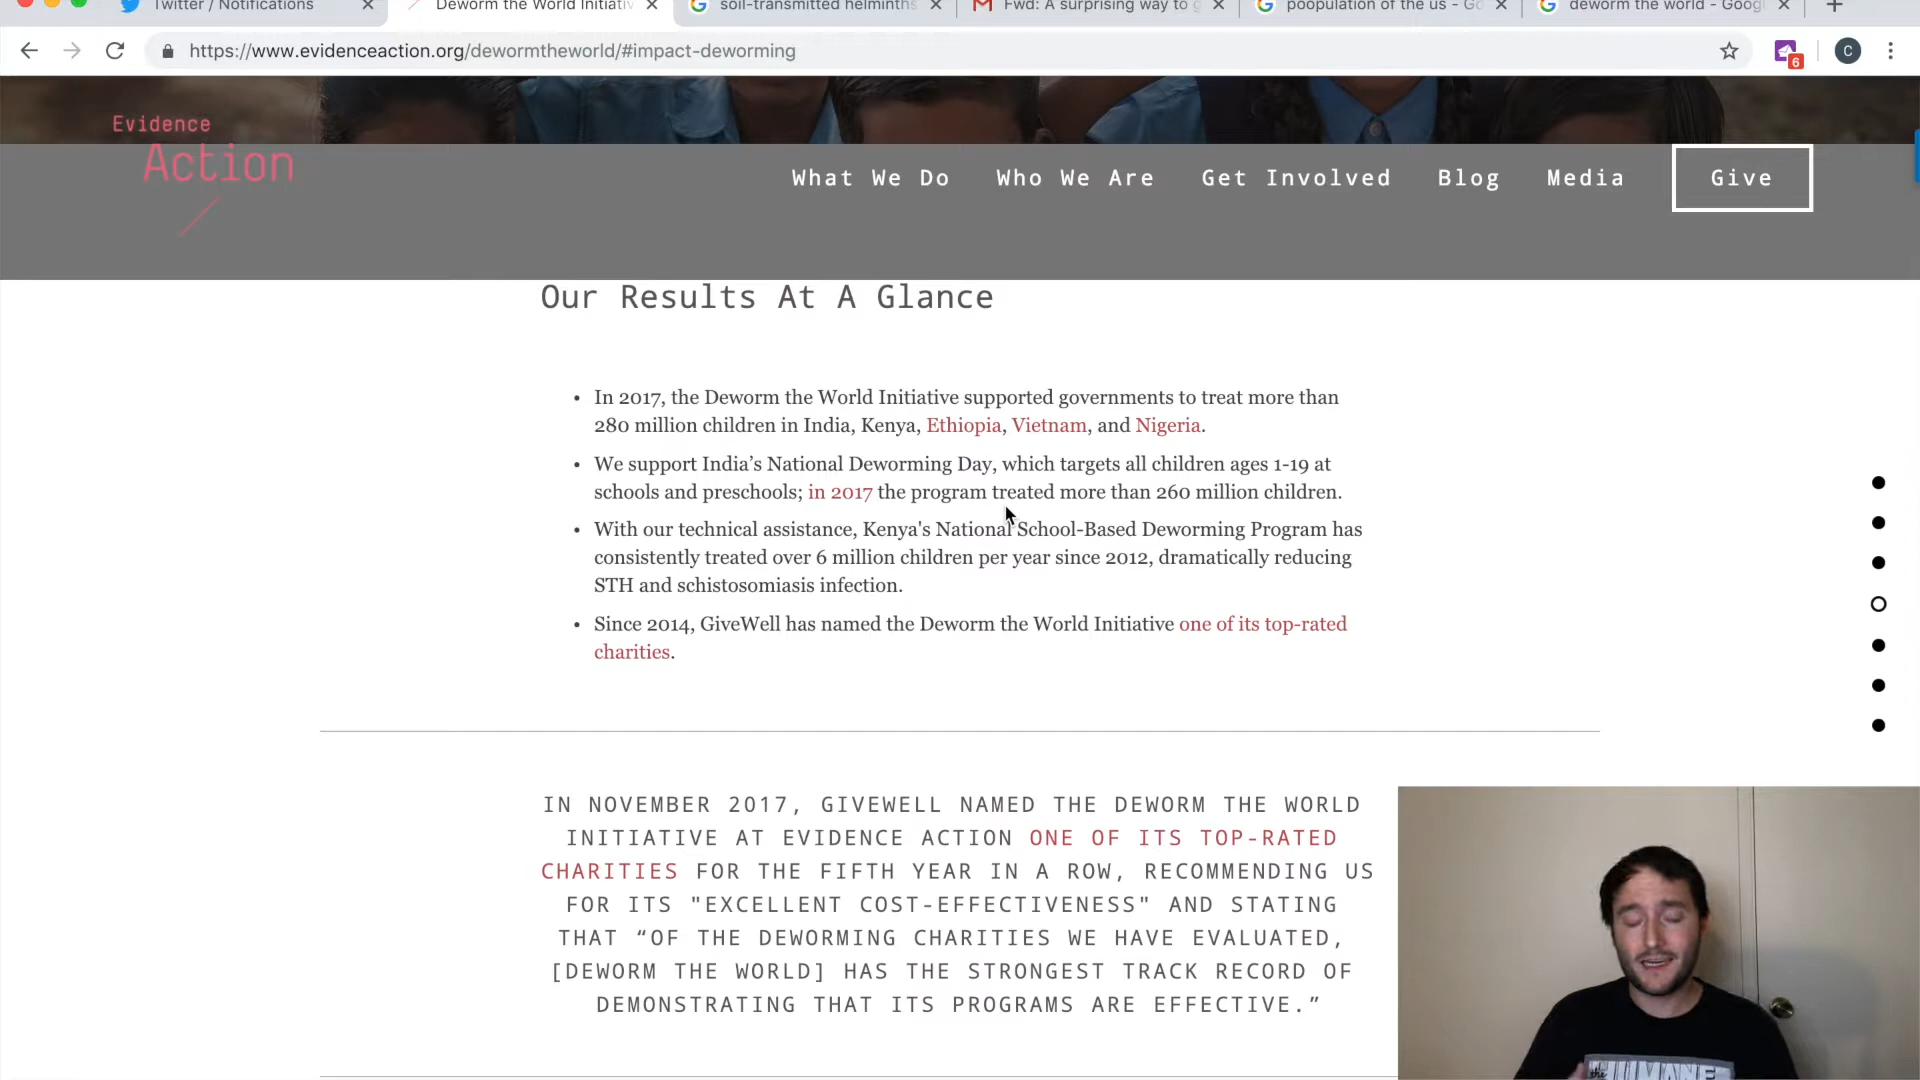 Twitter / Notifications
Deworm the World Initiativ
soil-transmitted helminths
Fwd: A surprising way to g
poopulation of the us - Go
deworm the world - Googl
https://www.evidenceaction.org/dewormtheworld/#impact-deworming
6
C
Evidence
Action
What We Do
Who We Are
Get Involved
Blog
Media
Give
Our Results At A Glance
• In 2017, the Deworm the World Initiative supported governments to treat more than
280 million children in India, Kenya, Ethiopia, Vietnam, and Nigeria.
• We support India’s National Deworming Day, which targets all children ages 1-19 at
schools and preschools; in 2017 the program treated more than 260 million children.
• With our technical assistance, Kenya's National School-Based Deworming Program has
consistently treated over 6 million children per year since 2012, dramatically reducing
STH and schistosomiasis infection.
• Since 2014, GiveWell has named the Deworm the World Initiative one of its top-rated
charities.
IN NOVEMBER 2017, GIVEWELL NAMED THE DEWORM THE WORLD
INITIATIVE AT EVIDENCE ACTION ONE OF ITS TOP-RATED
CHARITIES FOR THE FIFTH YEAR IN A ROW, RECOMMENDING US
FOR ITS "EXCELLENT COST-EFFECTIVENESS" AND STATING
THAT “OF THE DEWORMING CHARITIES WE HAVE EVALUATED,
[DEWORM THE WORLD] HAS THE STRONGEST TRACK RECORD OF
DEMONSTRATING THAT ITS PROGRAMS ARE EFFECTIVE.”
the